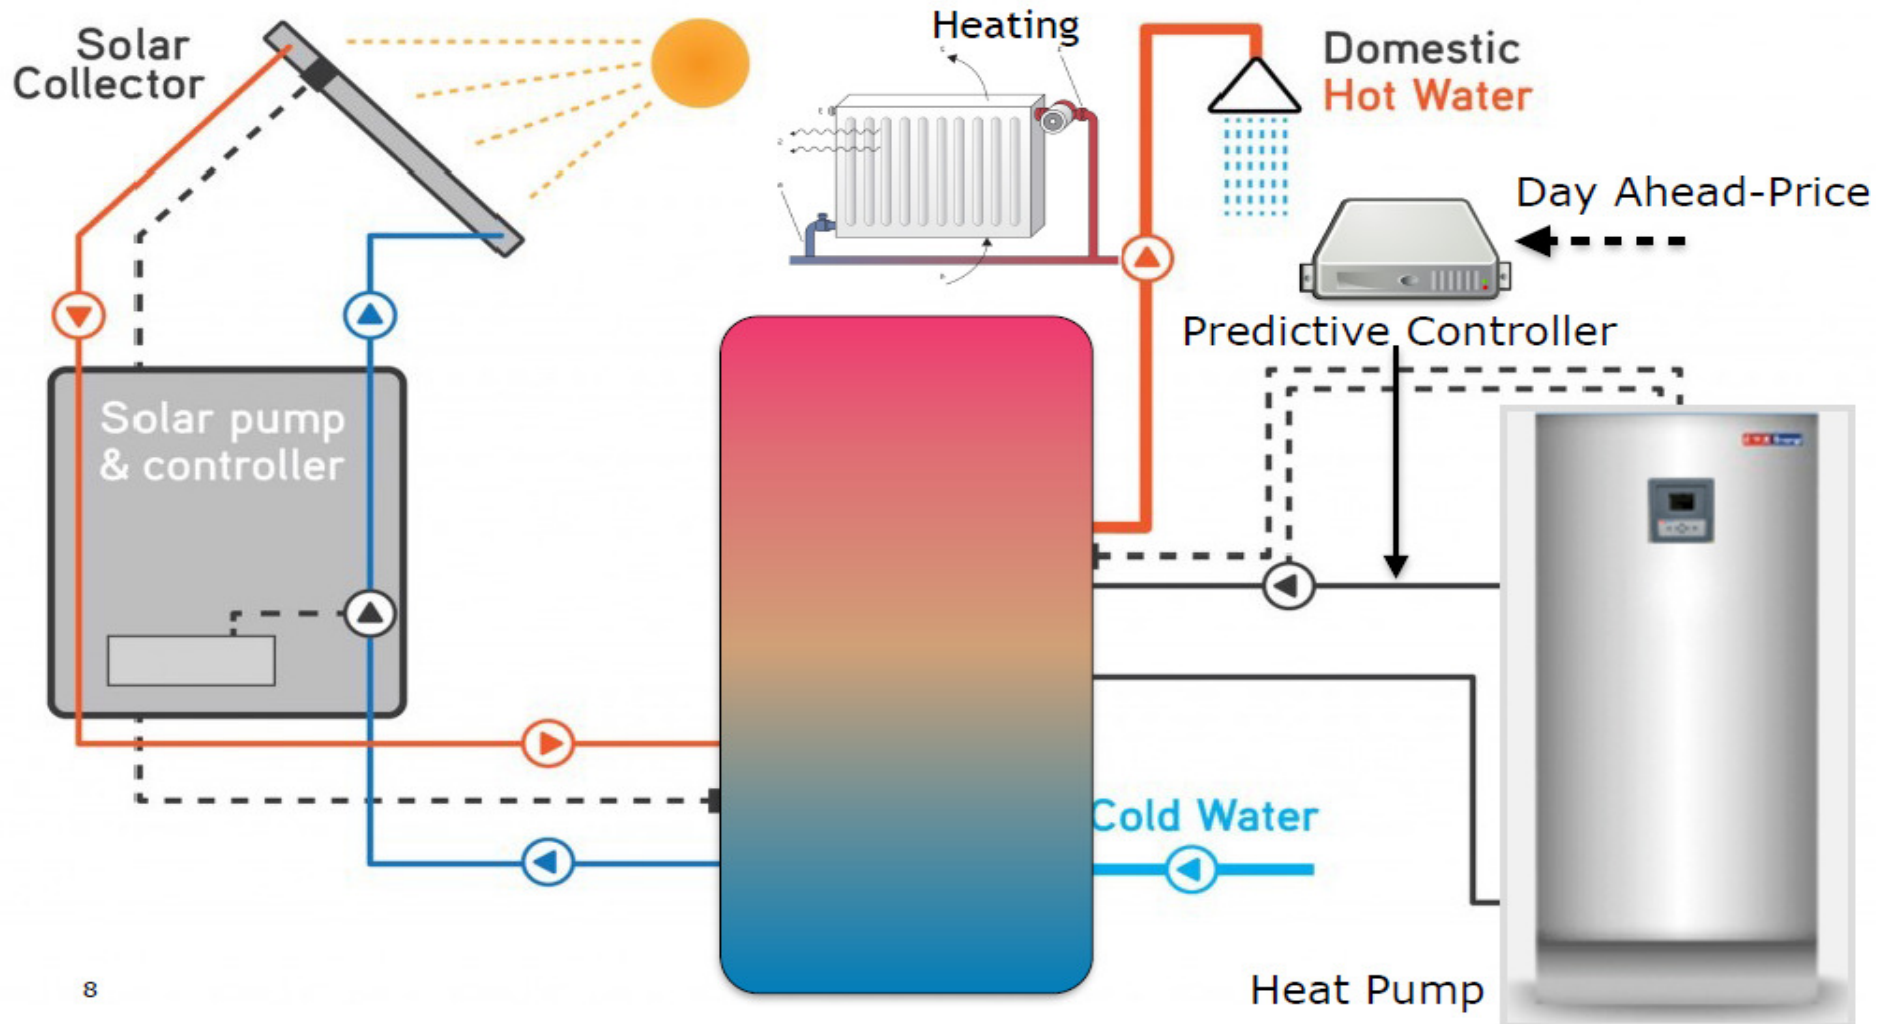 Solar
Collector
Heating
Domestic
Hot Water
Day Ahead-Price
Predictive Controller
Solar pump
& controller
Cold Water
Heat Pump
8